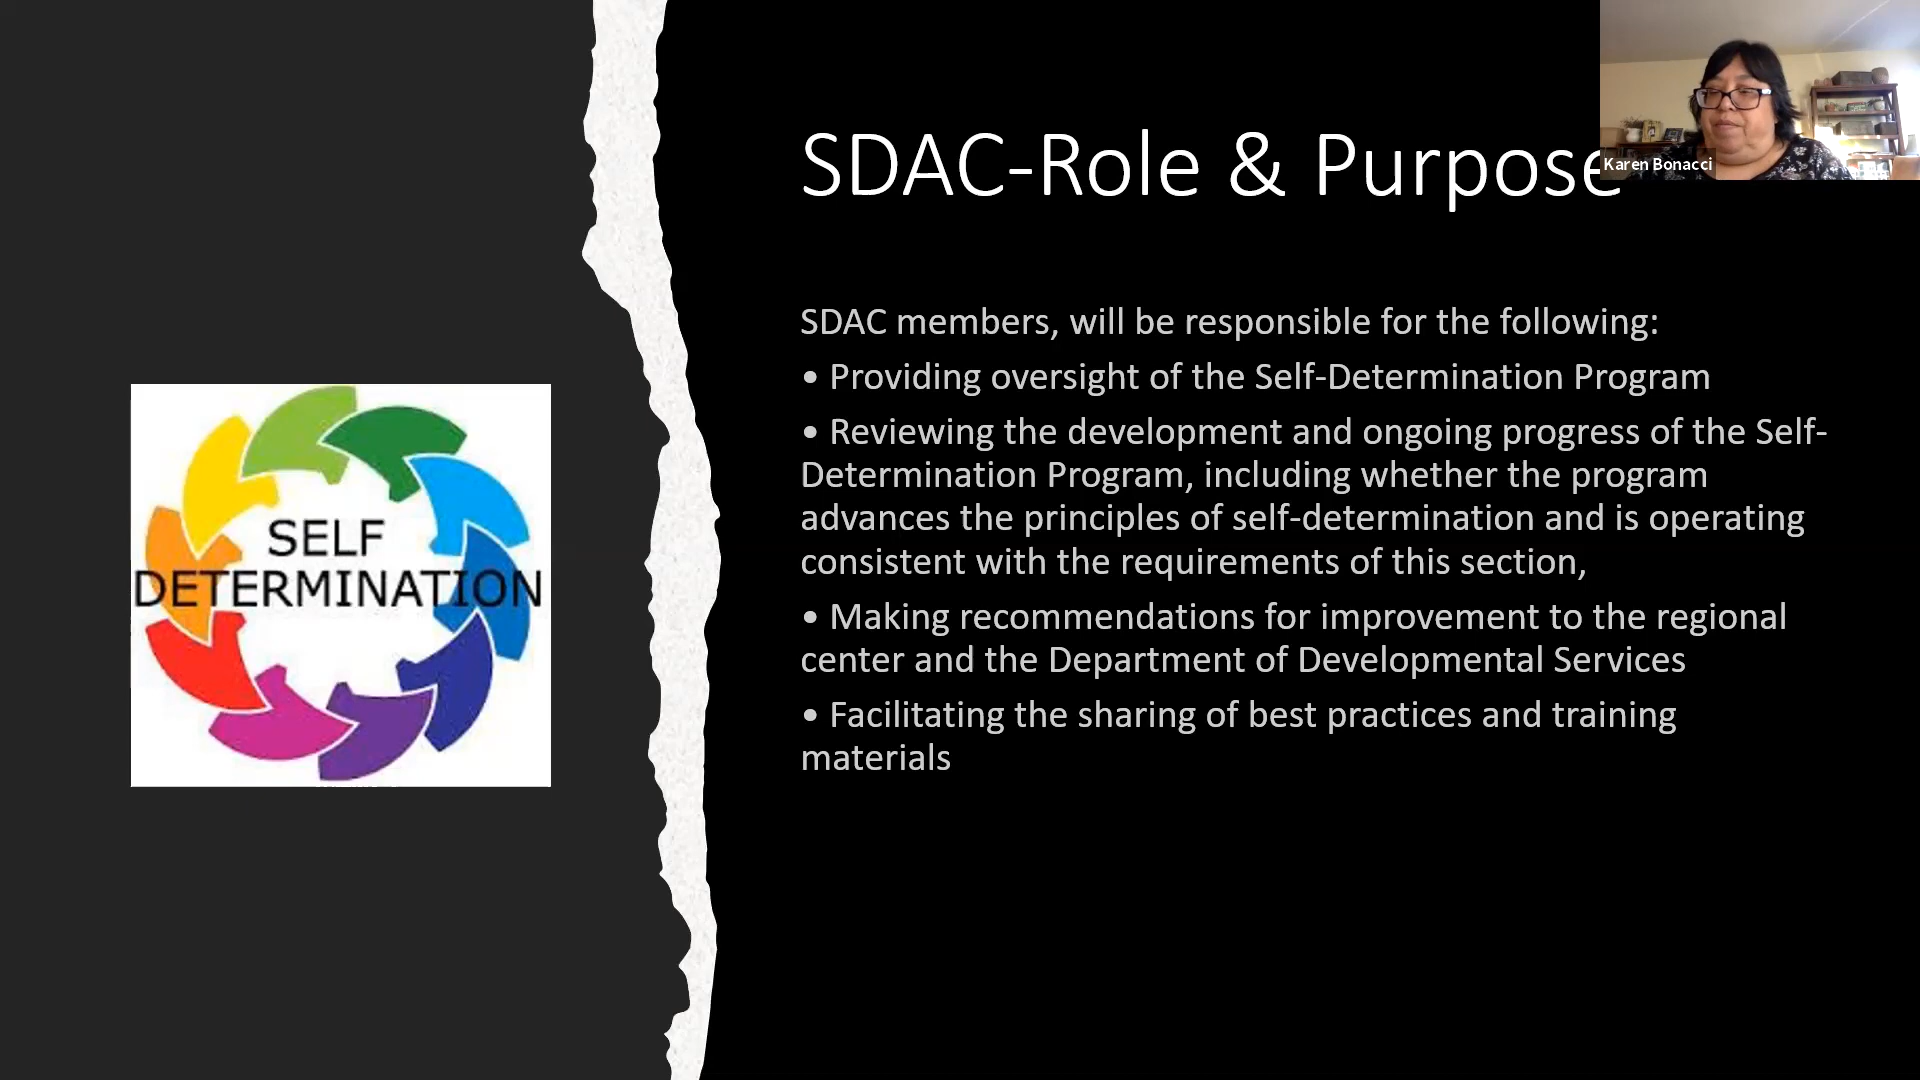 SDAC-Role & Purpose
Karen Bonacci
SDAC members, will be responsible for the following:
• Providing oversight of the Self-Determination Program
• Reviewing the development and ongoing progress of the Self-
Determination Program, including whether the program
advances the principles of self-determination and is operating
consistent with the requirements of this section,
• Making recommendations for improvement to the regional
center and the Department of Developmental Services
• Facilitating the sharing of best practices and training
materials
SELF
DETERMINATION